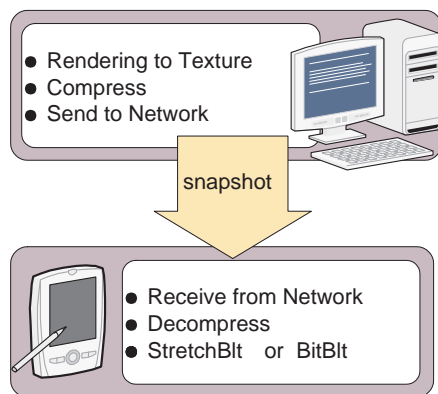 ● Rendering to Texture
● Compress
● Send to Network
snapshot
● Receive from Network
● Decompress
● StretchBlt or BitBlt